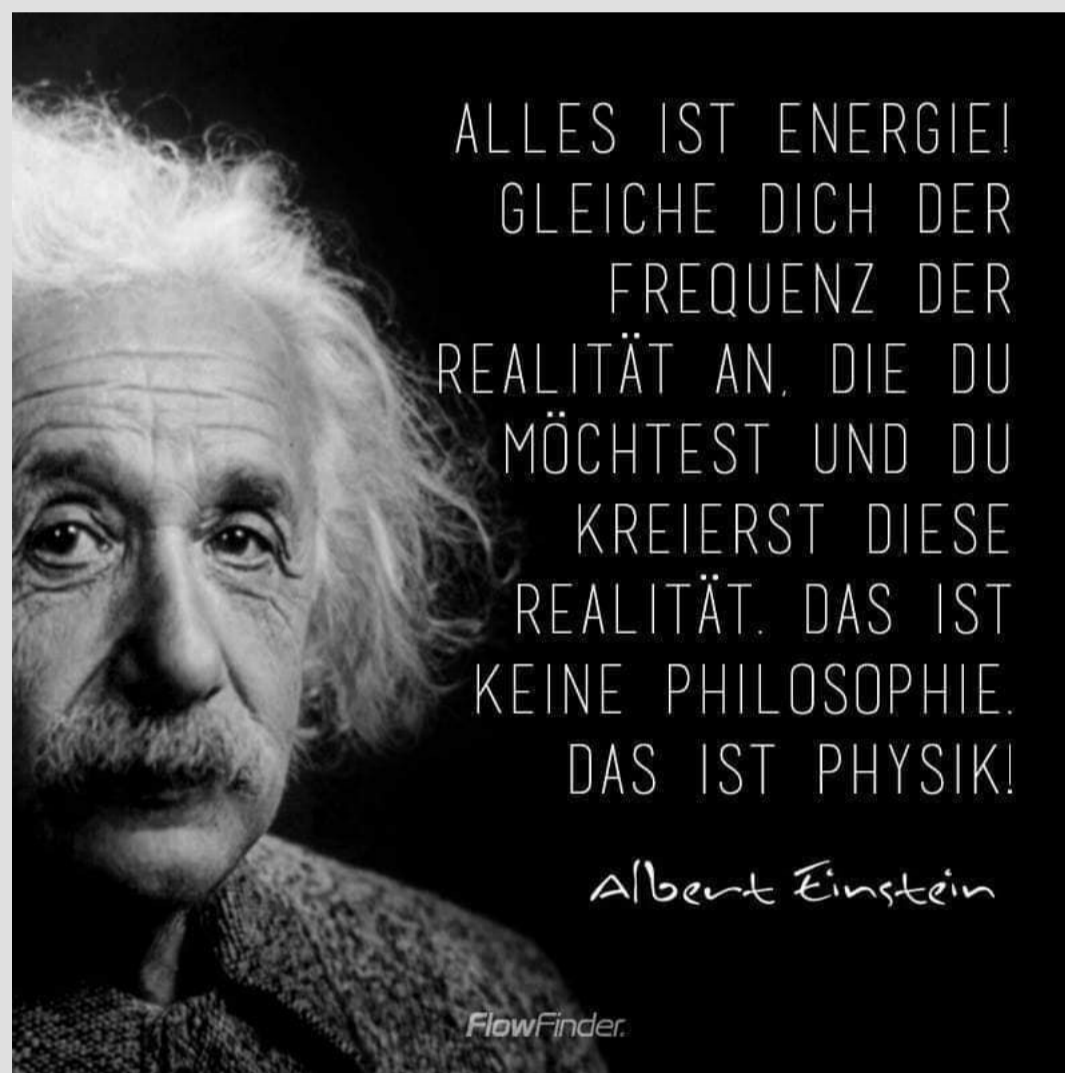 ALLES IST ENERGIE!
GLEICHE DICH DER
FREQUENZ DER
REALITÄT AN, DIE DU
MÖCHTEST UND DU
KREIERST DIESE
REALITÄT. DAS IST
KEINE PHILOSOPHIE.
DAS IST PHYSIK!
Albert Einstein
FlowFinder.